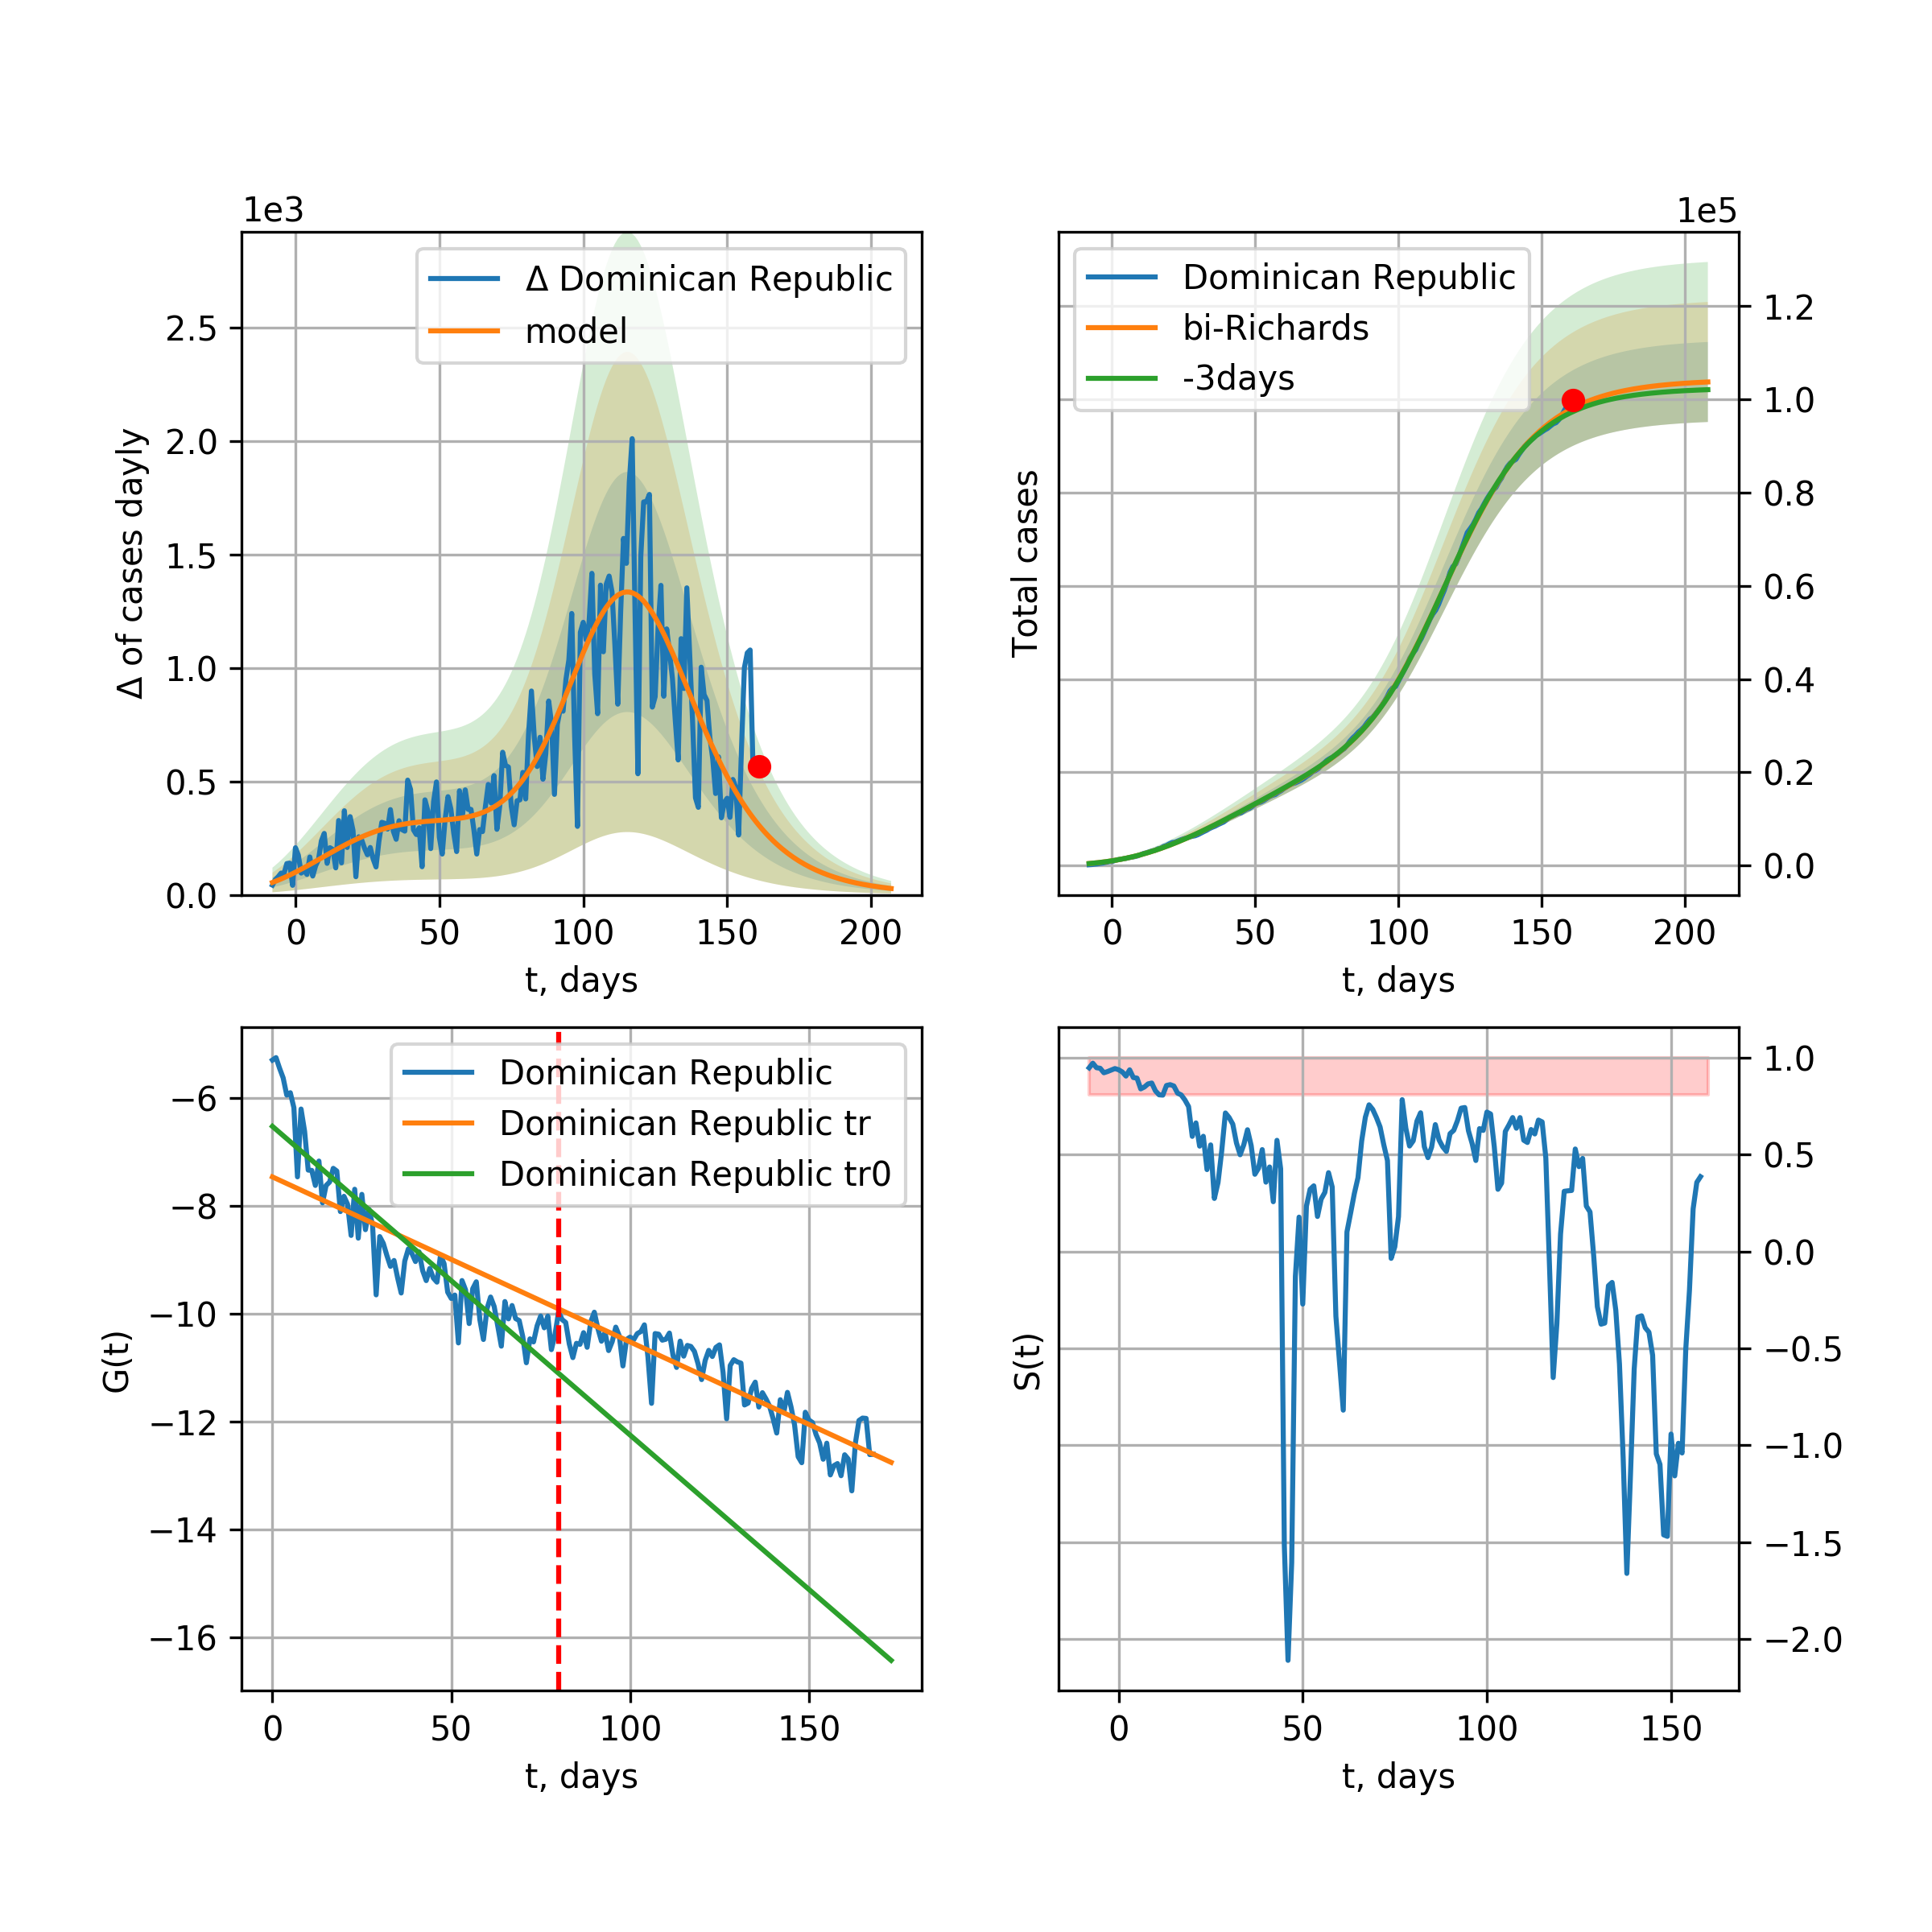 1e3
Δ Dominican Republic
model
2.5
2.0
1.5
1.0
0.5
0.0
Δ of cases dayly
0 50 100 150 200
t, days
1e5
Dominican Republic
bi-Richards
-3days
1.2
1.0
0.8
0.6
0.4
0.2
0.0
Total cases
0 50 100 150 200
t, days
Dominican Republic
Dominican Republic tr
Dominican Republic tr0
−6
−8
−10
−12
−14
−16
G(t)
0 50 100 150
t, days
1.0
0.5
0.0
−0.5
−1.0
−1.5
−2.0
S(t)
0 50 100 150
t, days